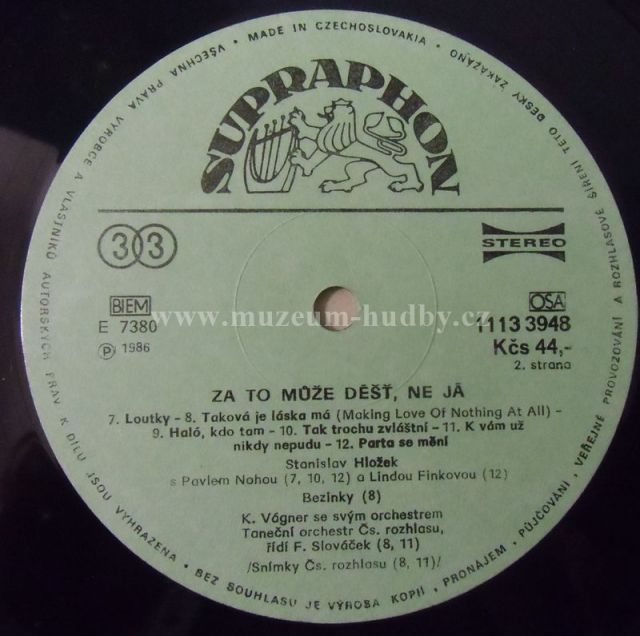 VŠECHNA PRÁVA VÝROBCE A VLASTNÍKŮ AUTORSKÝCH PRÁV K DÍLU JSOU VYHRAZENA • BEZ SOUHLASU JE VÝROBA KOPIÍ • PRONÁJEM • PŮJČOVÁNÍ • VEŘEJNÉ PROVOZOVÁNÍ A ROZHLASOVÉ ŠÍŘENÍ TÉTO DESKY ZAKÁZÁNO • MADE IN CZECHOSLOVAKIA •
SUPRAPHON
33
STEREO
BIEM
OSA
www.muzeum-hudby.cz
E 7380
1113 3948
Ⓟ 1986
Kčs 44,-
2. strana
ZA TO MŮŽE DÉŠŤ, NE JÁ
7. Loutky – 8. Taková je láska má (Making Love Of Nothing At All) –
9. Haló, kdo tam – 10. Tak trochu zvláštní – 11. K vám už
nikdy nepudu – 12. Parta se mění
Stanislav Hložek
s Pavlem Nohou (7, 10, 12) a Lindou Finkovou (12)
Bezinky (8)
K. Vágner se svým orchestrem
Taneční orchestr Čs. rozhlasu,
řídí F. Slováček (8, 11)
/Snímky Čs. rozhlasu (8, 11)/